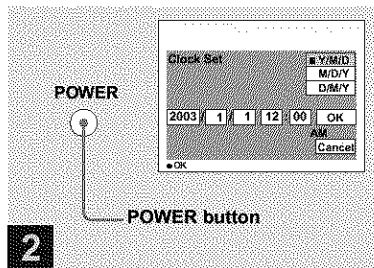 Clock Set
■ Y/M/D
M/D/Y
D/M/Y
POWER
2003 / 1 / 1 12 : 00 OK
AM
Cancel
● OK
POWER button
2